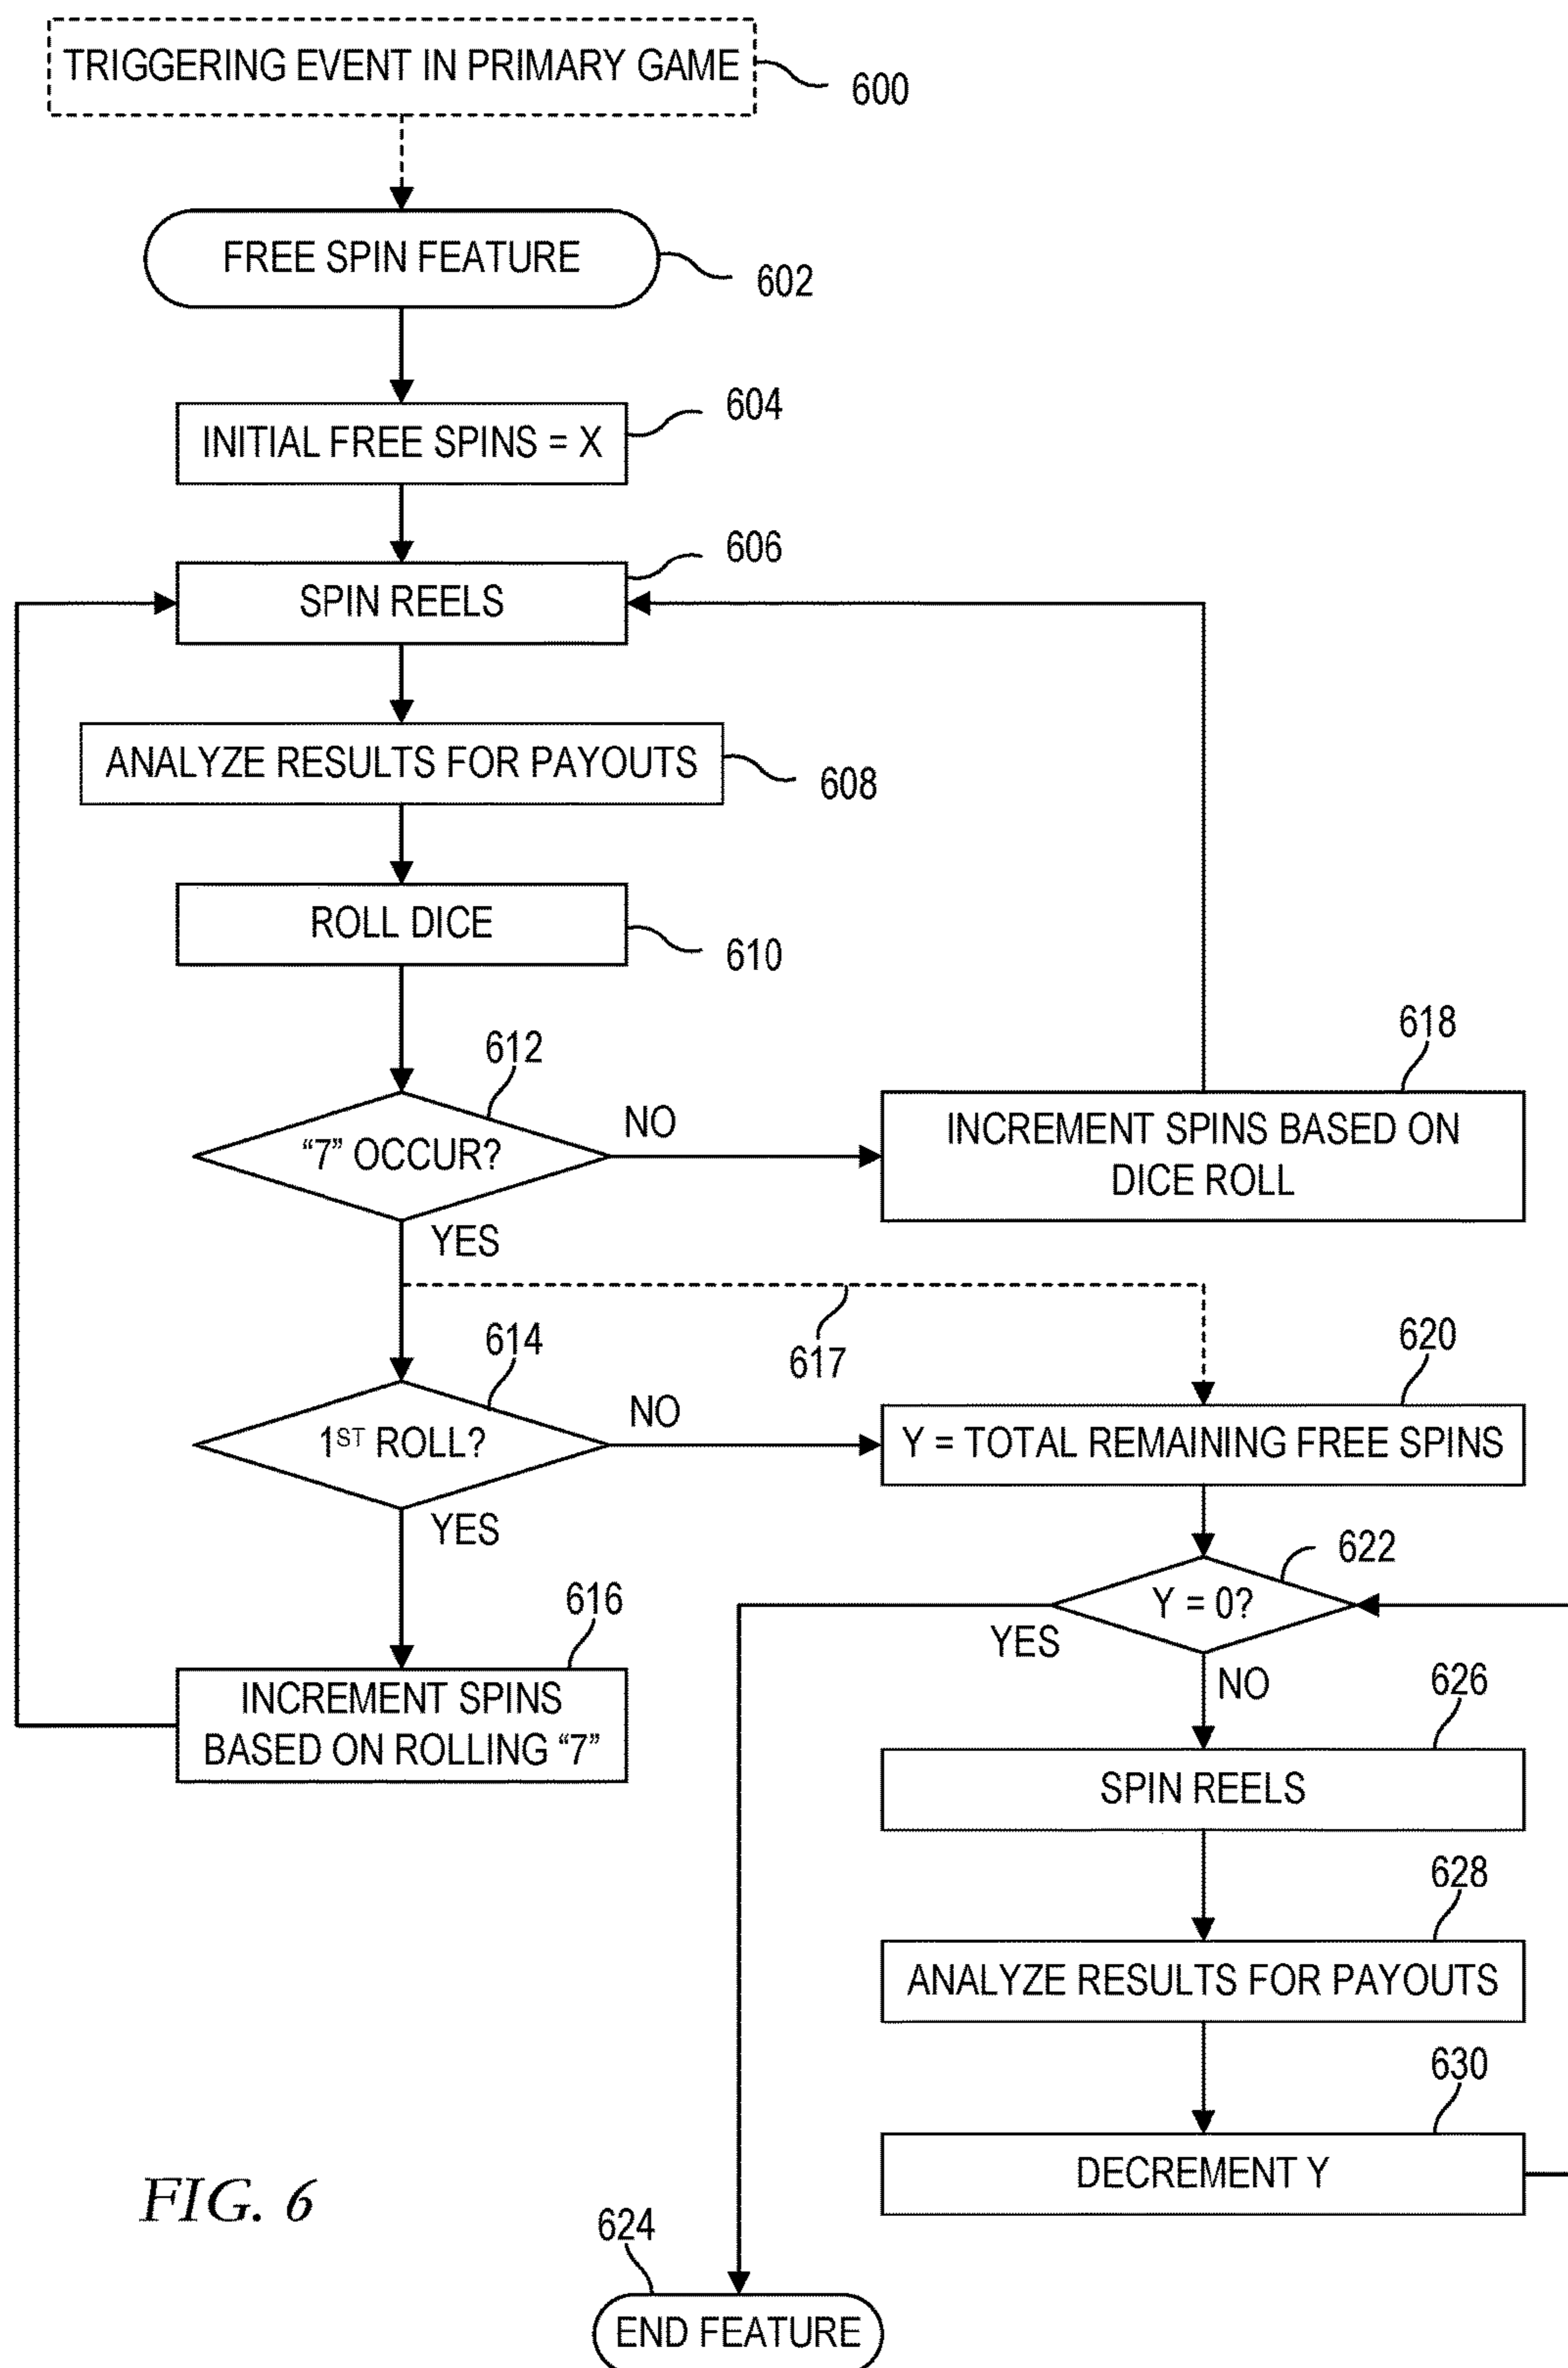 TRIGGERING EVENT IN PRIMARY GAME
600
FREE SPIN FEATURE
602
604
INITIAL FREE SPINS = X
606
SPIN REELS
ANALYZE RESULTS FOR PAYOUTS
608
ROLL DICE
610
612
"7" OCCUR?
NO
618
INCREMENT SPINS BASED ON
DICE ROLL
YES
617
614
1ST ROLL?
NO
620
Y = TOTAL REMAINING FREE SPINS
YES
622
Y = 0?
YES
NO
616
INCREMENT SPINS
BASED ON ROLLING "7"
626
SPIN REELS
628
ANALYZE RESULTS FOR PAYOUTS
630
DECREMENT Y
FIG. 6
624
END FEATURE